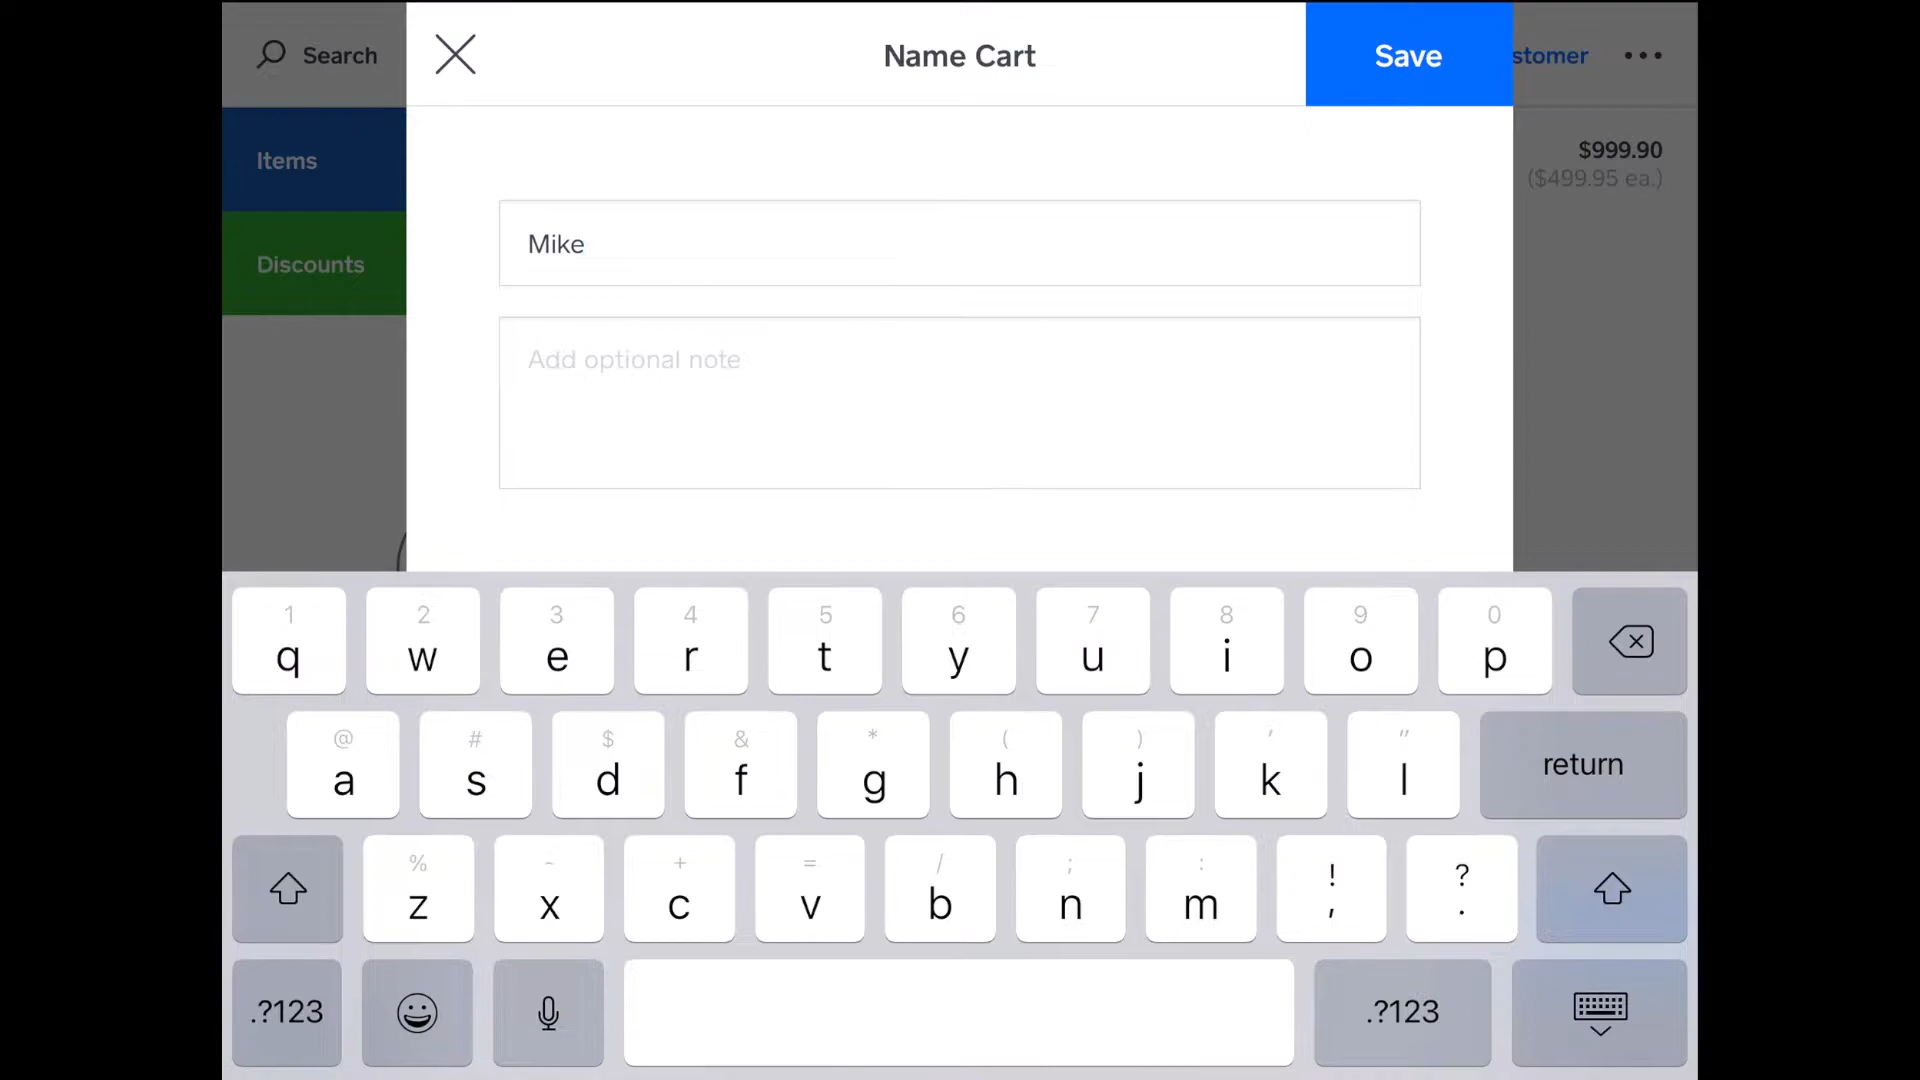 Search
Name Cart
Save
stomer
Items
$999.90
($499.95 ea.)
Mike
Discounts
Add optional note
1 2 3 4 5 6 7 8 9 0
q w e r t y u i o p
@ # $ & * ( ) ' "
a s d f g h j k l return
% - + = / ; : ! ?
z x c v b n m , .
.?123 .?123